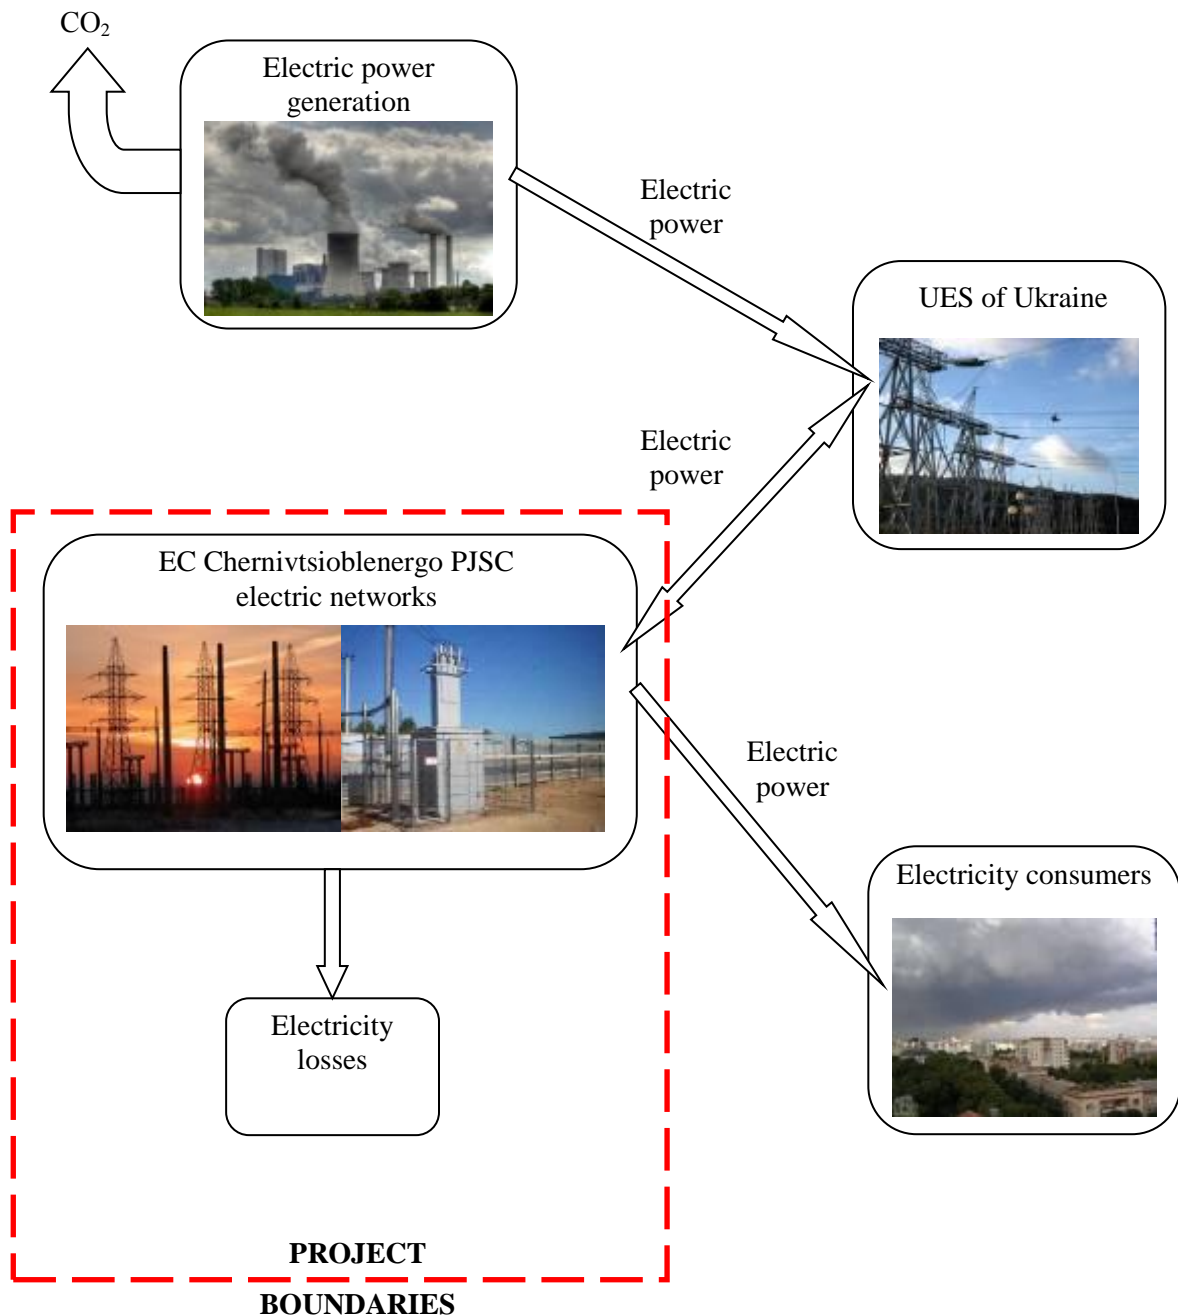 CO₂
Electric power
generation
Electric
power
UES of Ukraine
Electric
power
EC Chernivtsioblenergo PJSC
electric networks
Electric
power
Electricity consumers
Electricity
losses
PROJECT
BOUNDARIES